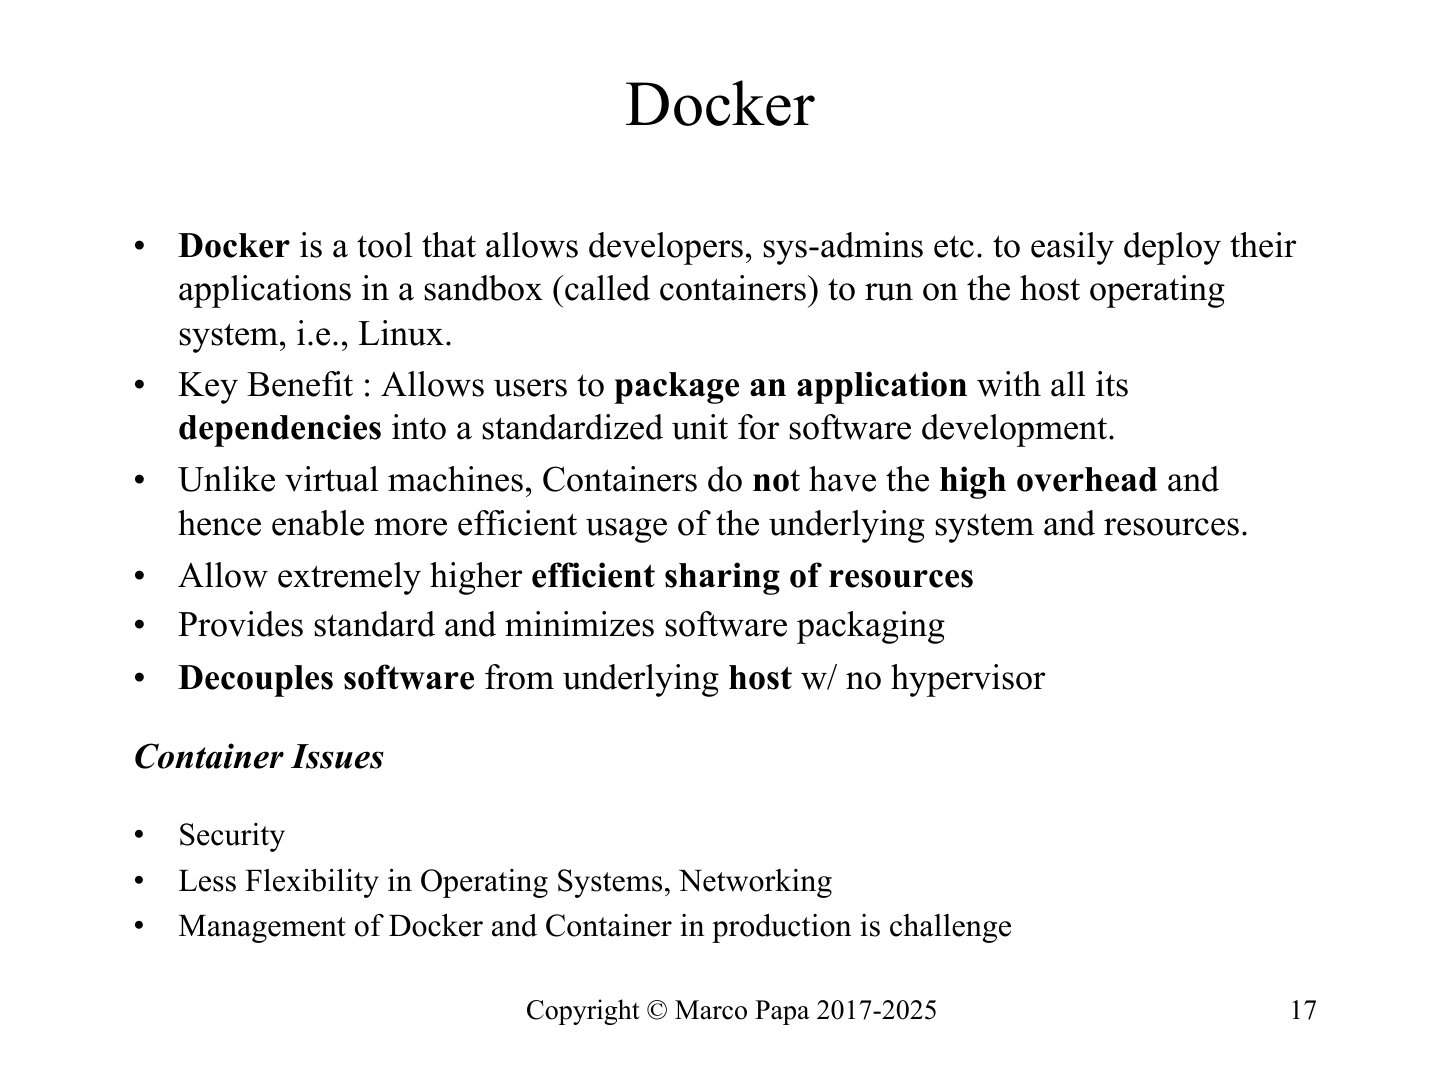 Docker
• Docker is a tool that allows developers, sys-admins etc. to easily deploy their
applications in a sandbox (called containers) to run on the host operating
system, i.e., Linux.
• Key Benefit : Allows users to package an application with all its
dependencies into a standardized unit for software development.
• Unlike virtual machines, Containers do not have the high overhead and
hence enable more efficient usage of the underlying system and resources.
• Allow extremely higher efficient sharing of resources
• Provides standard and minimizes software packaging
• Decouples software from underlying host w/ no hypervisor
Container Issues
• Security
• Less Flexibility in Operating Systems, Networking
• Management of Docker and Container in production is challenge
Copyright © Marco Papa 2017-2025 17